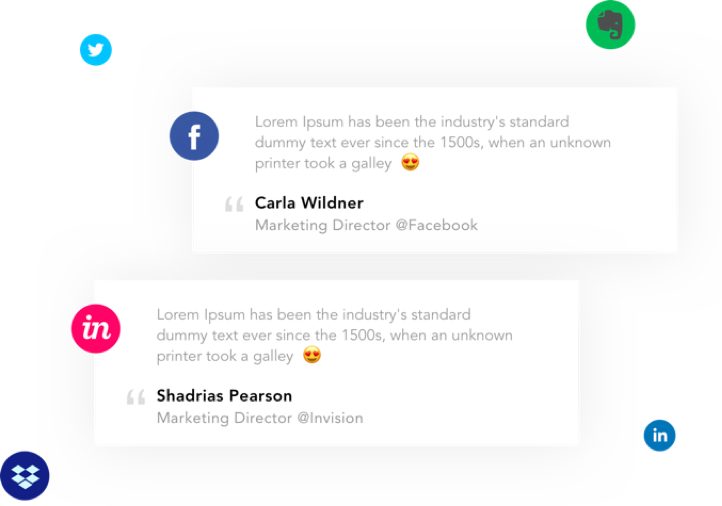 Lorem Ipsum has been the industry's standard
dummy text ever since the 1500s, when an unknown
printer took a galley 😍
“ Carla Wildner
Marketing Director @Facebook
in
Lorem Ipsum has been the industry's standard
dummy text ever since the 1500s, when an unknown
printer took a galley 😍
“ Shadrias Pearson
Marketing Director @Invision
in